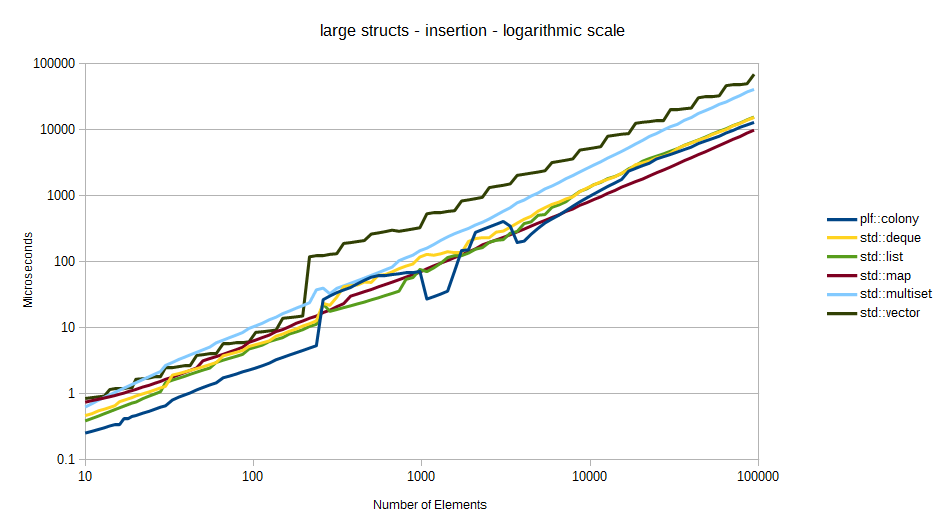 large structs - insertion - logarithmic scale
100000
10000
1000
100
10
1
0.1
Microseconds
10
100
1000
10000
100000
Number of Elements
plf::colony
std::deque
std::list
std::map
std::multiset
std::vector